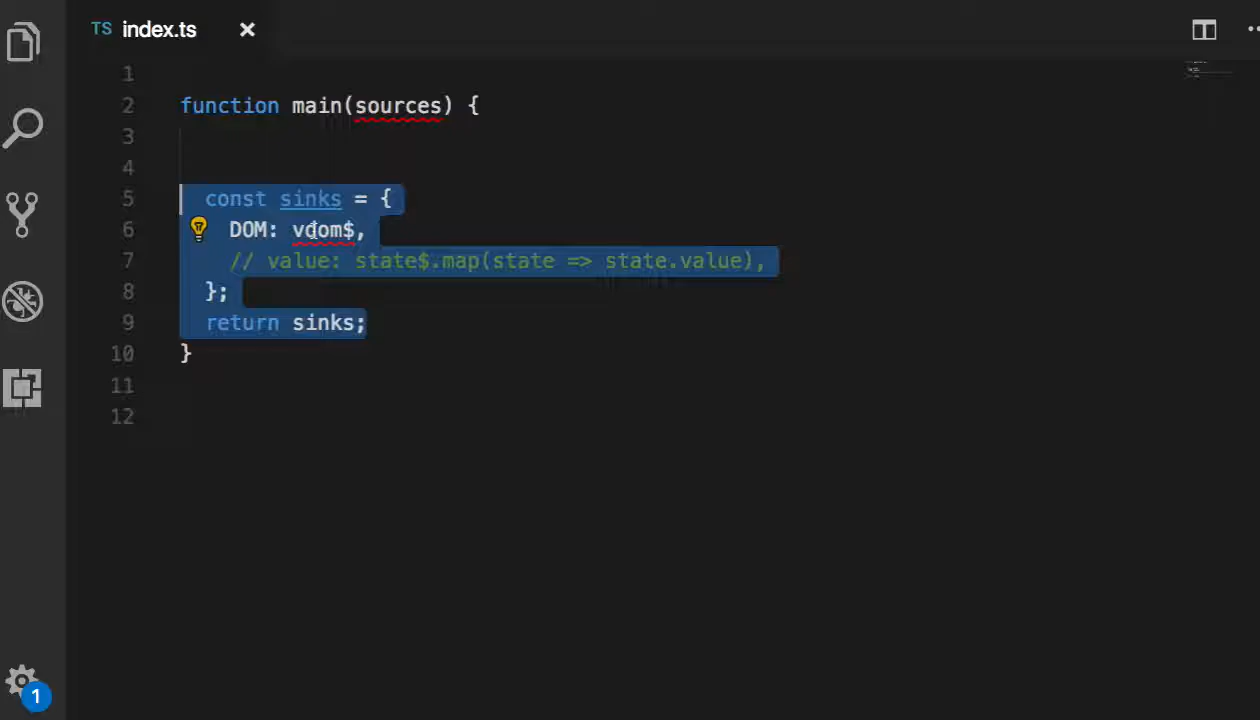 TS index.ts ×
1
2 function main(sources) {
3
4
5 const sinks = {
6 DOM: vdom$,
7 // value: state$.map(state => state.value),
8 };
9 return sinks;
10 }
11
12
1